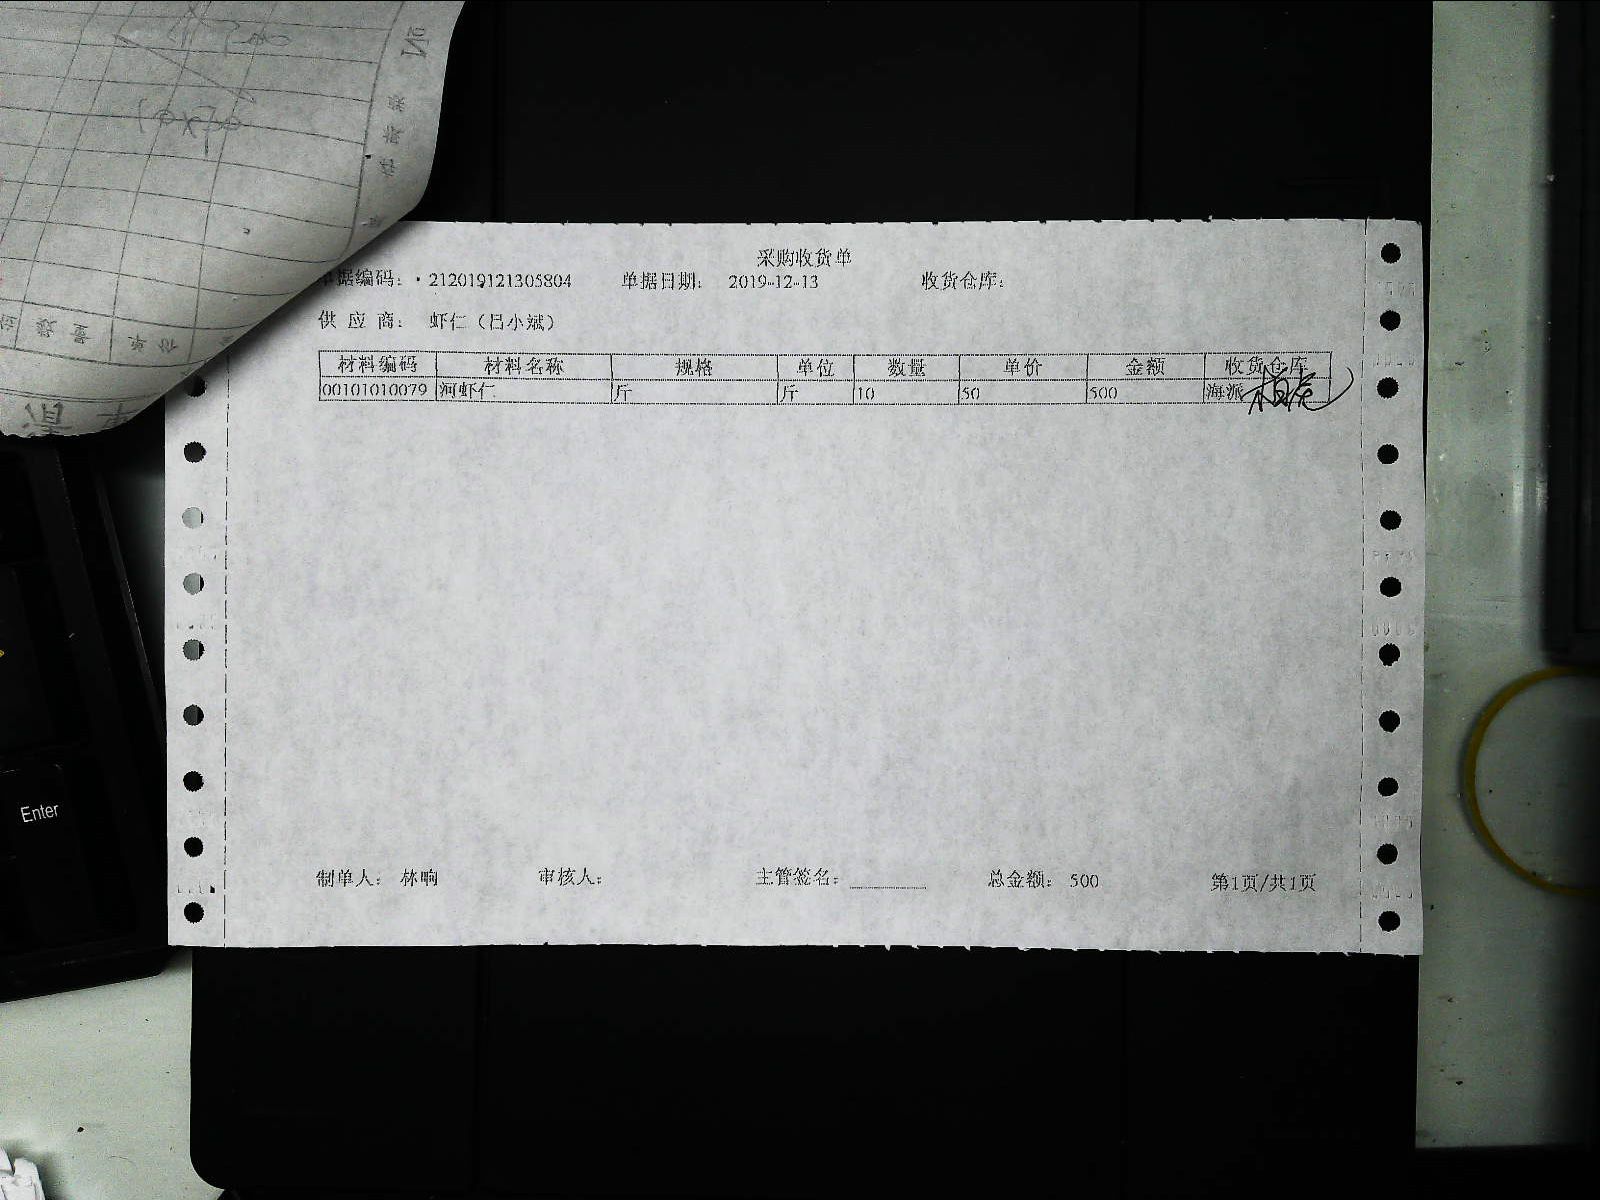 采购收货单
单据编码： 212019121305804 单据日期： 2019-12-13 收货仓库：
供 应 商： 虾仁（吕小斌）
材料编码 材料名称 规格 单位 数量 单价 金额 收货仓库
00101010079 河虾仁 斤 斤 10 50 500 海派
制单人： 林响 审核人： 主管签名： 总金额： 500 第1页/共1页
Enter